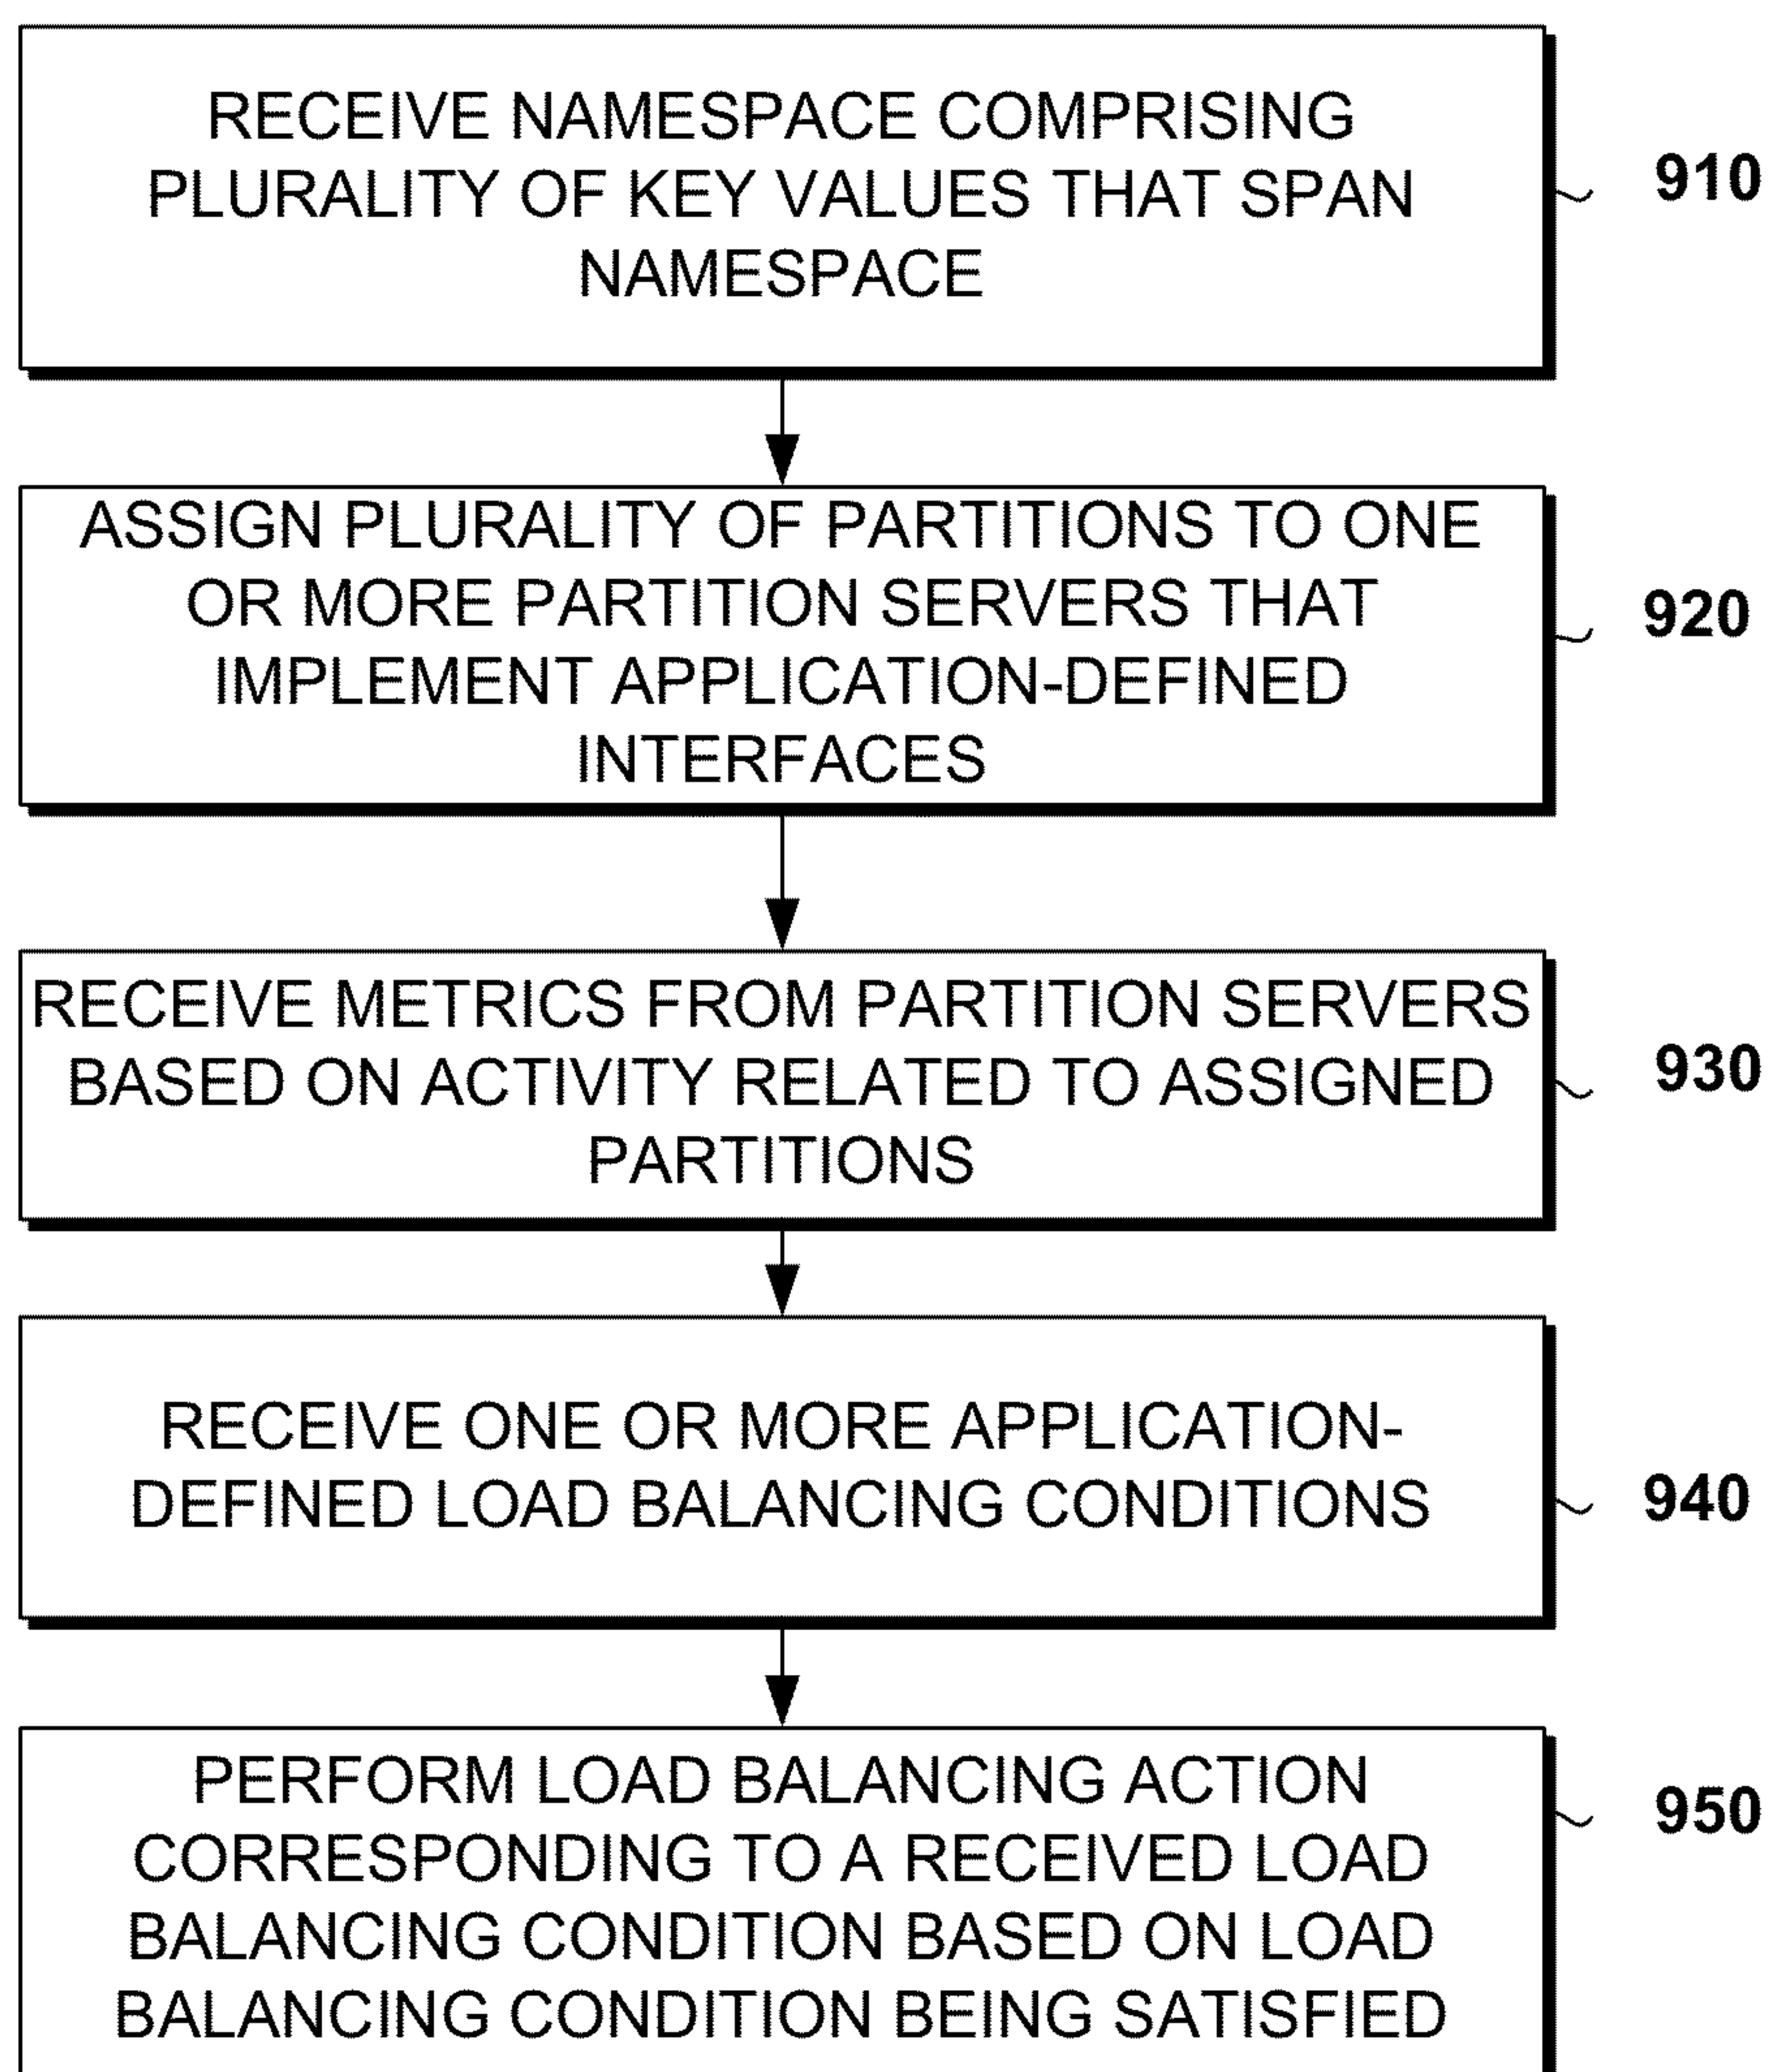 RECEIVE NAMESPACE COMPRISING
PLURALITY OF KEY VALUES THAT SPAN
NAMESPACE
910
ASSIGN PLURALITY OF PARTITIONS TO ONE
OR MORE PARTITION SERVERS THAT
IMPLEMENT APPLICATION-DEFINED
INTERFACES
920
RECEIVE METRICS FROM PARTITION SERVERS
BASED ON ACTIVITY RELATED TO ASSIGNED
PARTITIONS
930
RECEIVE ONE OR MORE APPLICATION-
DEFINED LOAD BALANCING CONDITIONS
940
PERFORM LOAD BALANCING ACTION
CORRESPONDING TO A RECEIVED LOAD
BALANCING CONDITION BASED ON LOAD
BALANCING CONDITION BEING SATISFIED
950